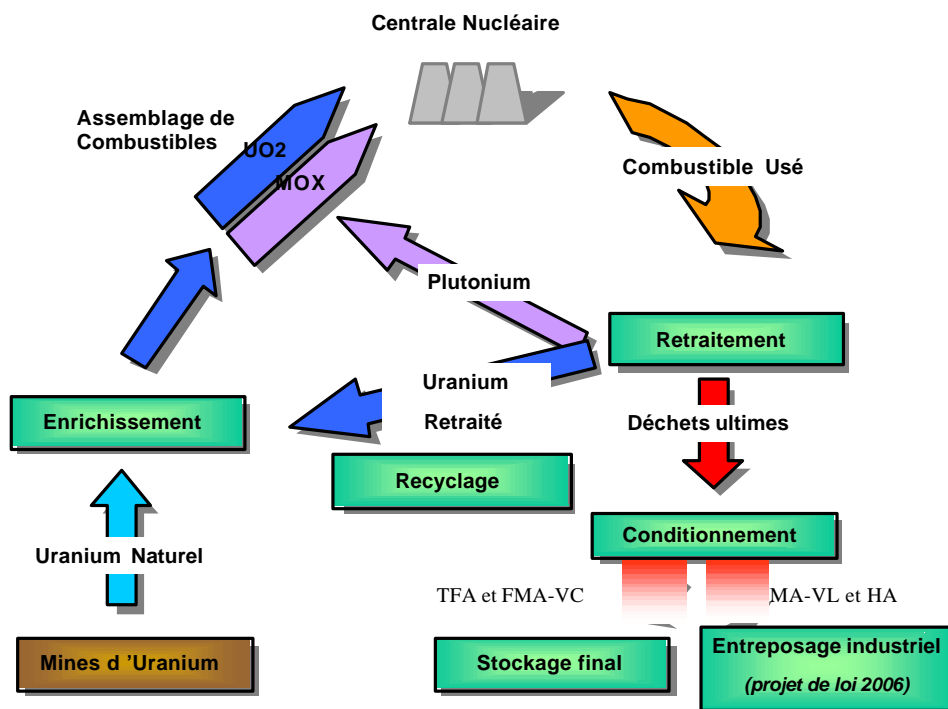 Centrale Nucléaire
Assemblage de
Combustibles
UO2
MOX
Combustible Usé
Plutonium
Retraitement
Uranium
Retraité
Enrichissement
Déchets ultimes
Recyclage
Conditionnement
Uranium Naturel
TFA et FMA-VC
MA-VL et HA
Mines d ’Uranium
Stockage final
Entreposage industriel
(projet de loi 2006)